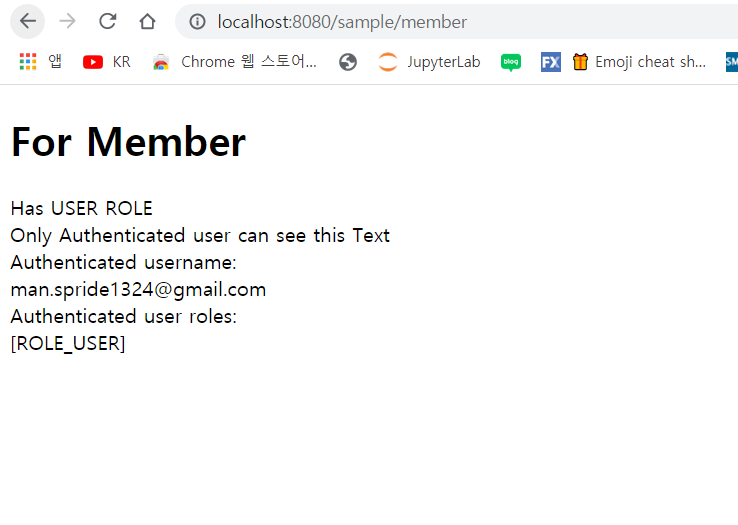 localhost:8080/sample/member
앱 KR Chrome 웹 스토어... JupyterLab blog FX Emoji cheat sh... SM
For Member
Has USER ROLE
Only Authenticated user can see this Text
Authenticated username:
man.spride1324@gmail.com
Authenticated user roles:
[ROLE_USER]